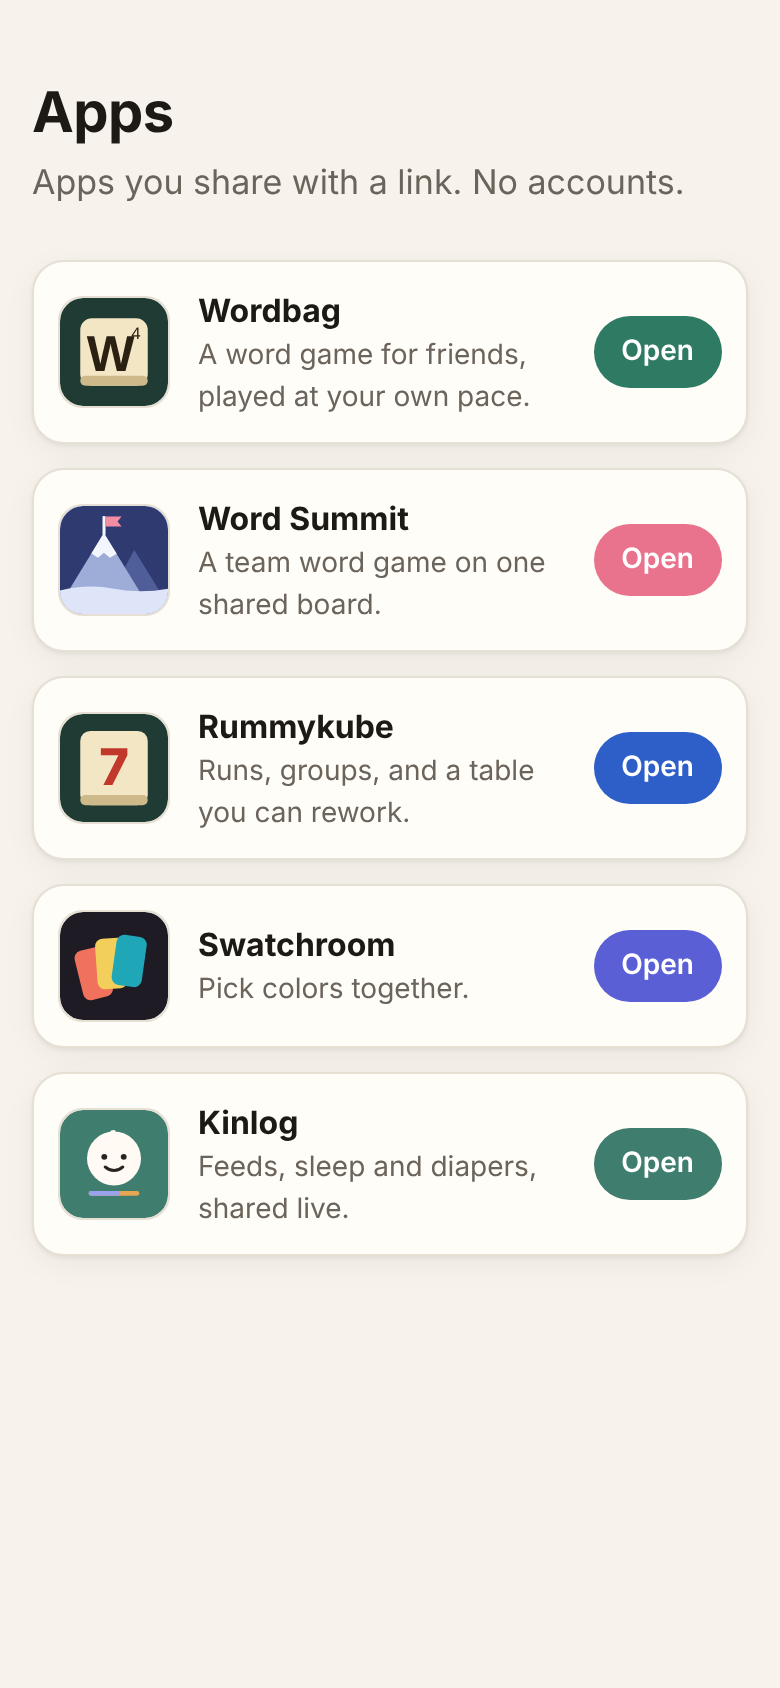 Apps
Apps you share with a link. No accounts.
W4
Wordbag
A word game for friends,
played at your own pace.
Open
Word Summit
A team word game on one
shared board.
Open
7
Rummykube
Runs, groups, and a table
you can rework.
Open
Swatchroom
Pick colors together.
Open
Kinlog
Feeds, sleep and diapers,
shared live.
Open